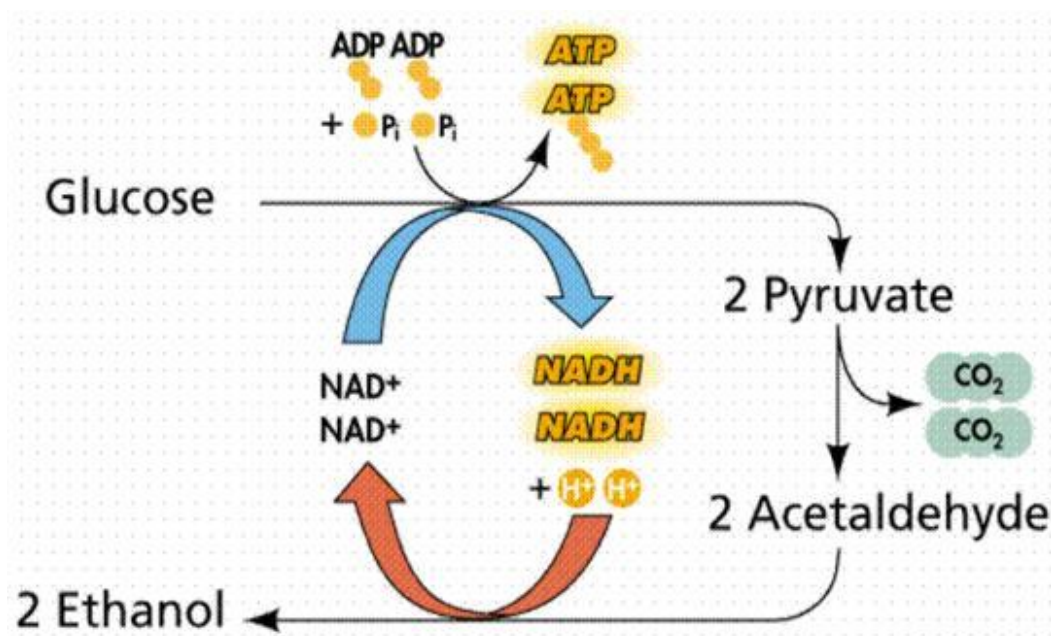 ADP ADP
+ Pi Pi
ATP
ATP
Glucose
2 Pyruvate
NAD+
NAD+
NADH
NADH
+ H+ H+
CO2
CO2
2 Acetaldehyde
2 Ethanol